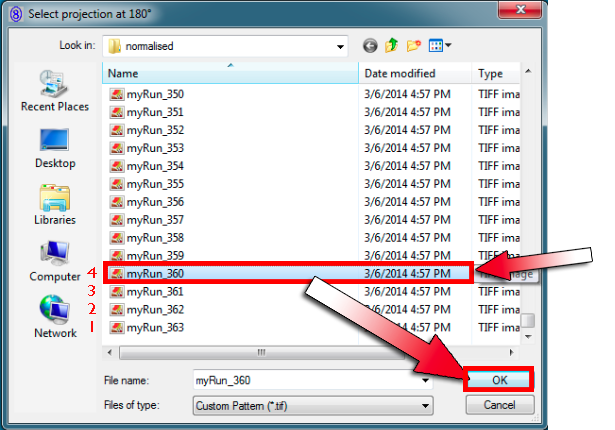 8 Select projection at 180°
Look in: normalised
Name Date modified Type
myRun_350 3/6/2014 4:57 PM TIFF ima
myRun_351 3/6/2014 4:57 PM TIFF ima
myRun_352 3/6/2014 4:57 PM TIFF ima
myRun_353 3/6/2014 4:57 PM TIFF ima
myRun_354 3/6/2014 4:57 PM TIFF ima
myRun_355 3/6/2014 4:57 PM TIFF ima
myRun_356 3/6/2014 4:57 PM TIFF ima
myRun_357 3/6/2014 4:57 PM TIFF ima
myRun_358 3/6/2014 4:57 PM TIFF ima
myRun_359 3/6/2014 4:57 PM TIFF ima
4 myRun_360 3/6/2014 4:57 PM
3 myRun_361 3/6/2014 4:57 PM TIFF ima
2 myRun_362 3/6/2014 4:57 PM TIFF ima
1 myRun_363 3/6/2014 4:57 PM TIFF ima
Recent Places
Desktop
Libraries
Computer
Network
File name: myRun_360 OK
Files of type: Custom Pattern (*.tif) Cancel